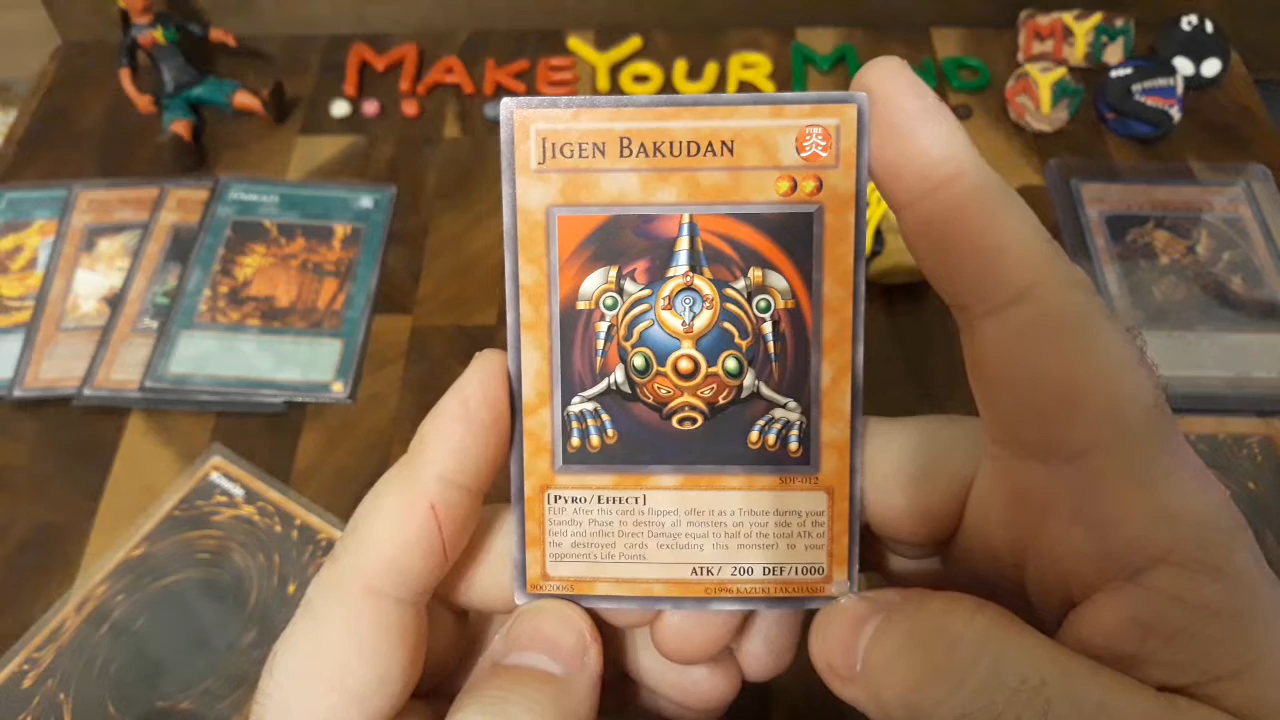 MAKE YOUR MIND
MYM
MYM
JIGEN BAKUDAN
FIRE
炎
SDP-012
[PYRO/EFFECT]
FLIP: After this card is flipped, offer it as a Tribute during your
Standby Phase to destroy all monsters on your side of the
field and inflict Direct Damage equal to half of the total ATK of
the destroyed cards (excluding this monster) to your
opponent's Life Points.
ATK/ 200 DEF/1000
90020065
©1996 KAZUKI TAKAHASHI